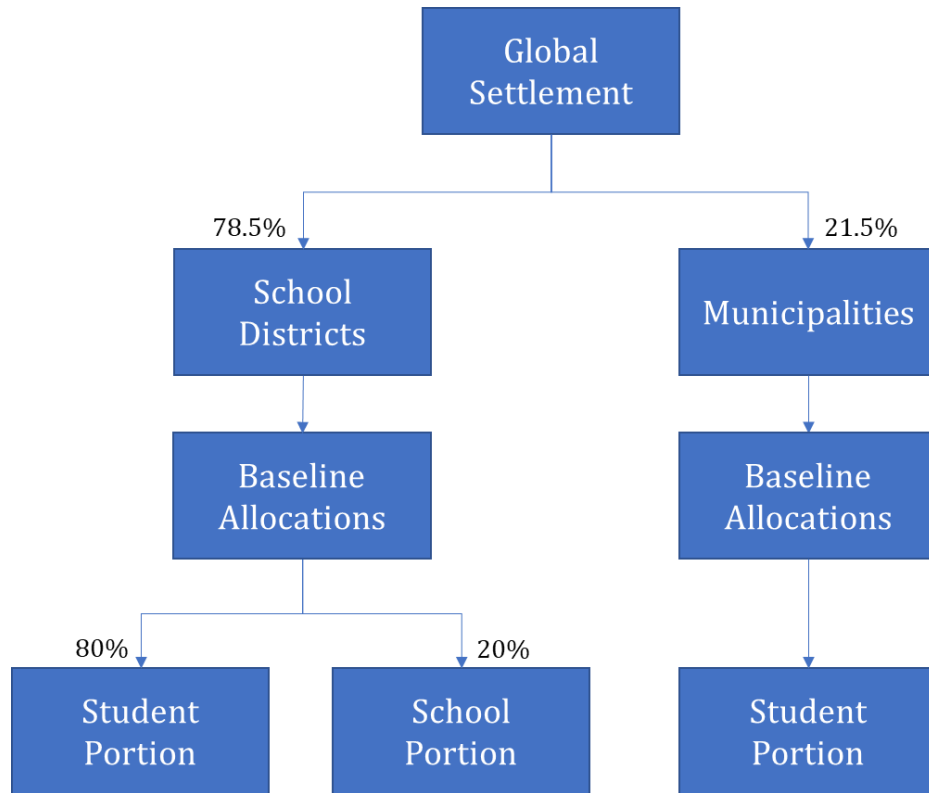 Global
Settlement
78.5%
21.5%
School
Districts
Municipalities
Baseline
Allocations
Baseline
Allocations
80%
20%
Student
Portion
School
Portion
Student
Portion